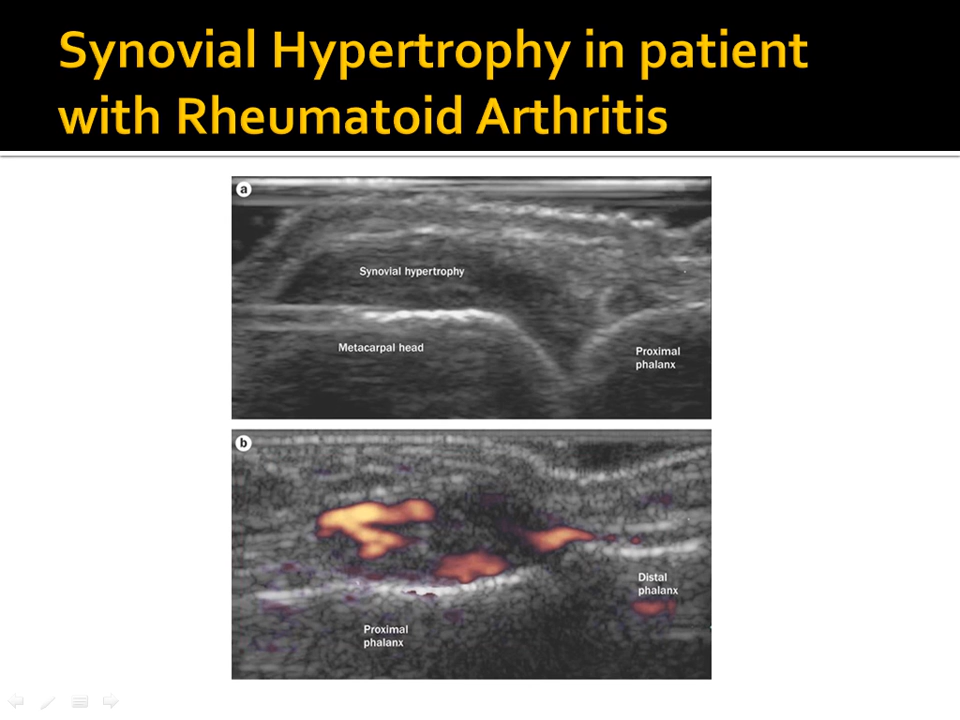 Synovial Hypertrophy in patient
with Rheumatoid Arthritis
a
Synovial hypertrophy
Metacarpal head
Proximal
phalanx
b
Distal
phalanx
Proximal
phalanx